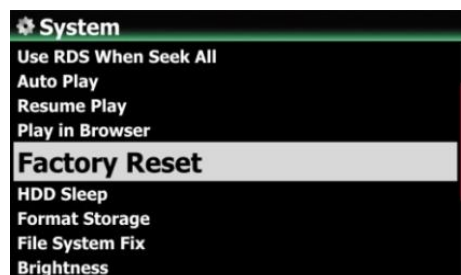 System
Use RDS When Seek All
Auto Play
Resume Play
Play in Browser
Factory Reset
HDD Sleep
Format Storage
File System Fix
Brightness